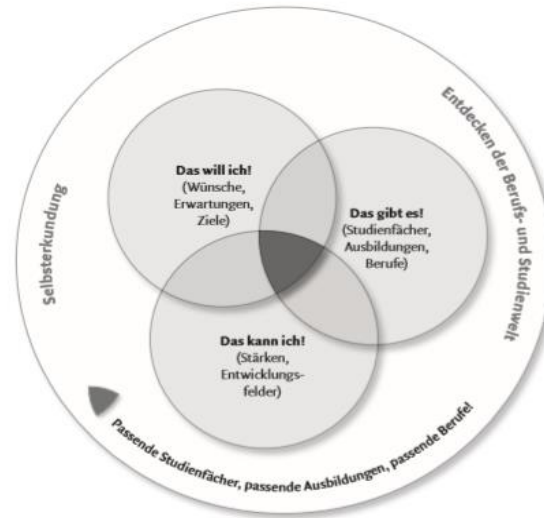 Selbsterkundung
Entdecken der Berufs- und Studienwelt
Das will ich!
(Wünsche,
Erwartungen,
Ziele)
Das gibt es!
(Studienfächer,
Ausbildungen,
Berufe)
Das kann ich!
(Stärken,
Entwicklungs-
felder)
Passende Studienfächer, passende Ausbildungen, passende Berufe!